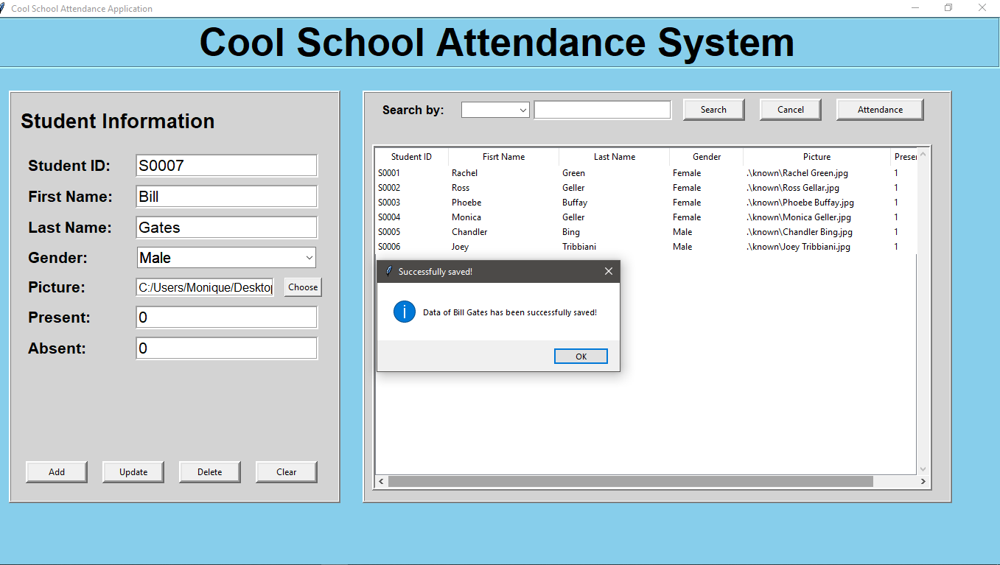 Cool School Attendance Application
Cool School Attendance System
Student Information
Student ID: S0007
First Name: Bill
Last Name: Gates
Gender: Male
Picture: C:/Users/Monique/Desktop Choose
Present: 0
Absent: 0
Add Update Delete Clear
Search by: Search Cancel Attendance
Student ID Fisrt Name Last Name Gender Picture Presen
S0001 Rachel Green Female .\known\Rachel Green.jpg 1
S0002 Ross Geller Female .\known\Ross Gellar.jpg 1
S0003 Phoebe Buffay Female .\known\Phoebe Buffay.jpg 1
S0004 Monica Geller Female .\known\Monica Geller.jpg 1
S0005 Chandler Bing Male .\known\Chandler Bing.jpg 1
S0006 Joey Tribbiani Male .\known\Joey Tribbiani.jpg 1
Successfully saved!
Data of Bill Gates has been successfully saved!
OK